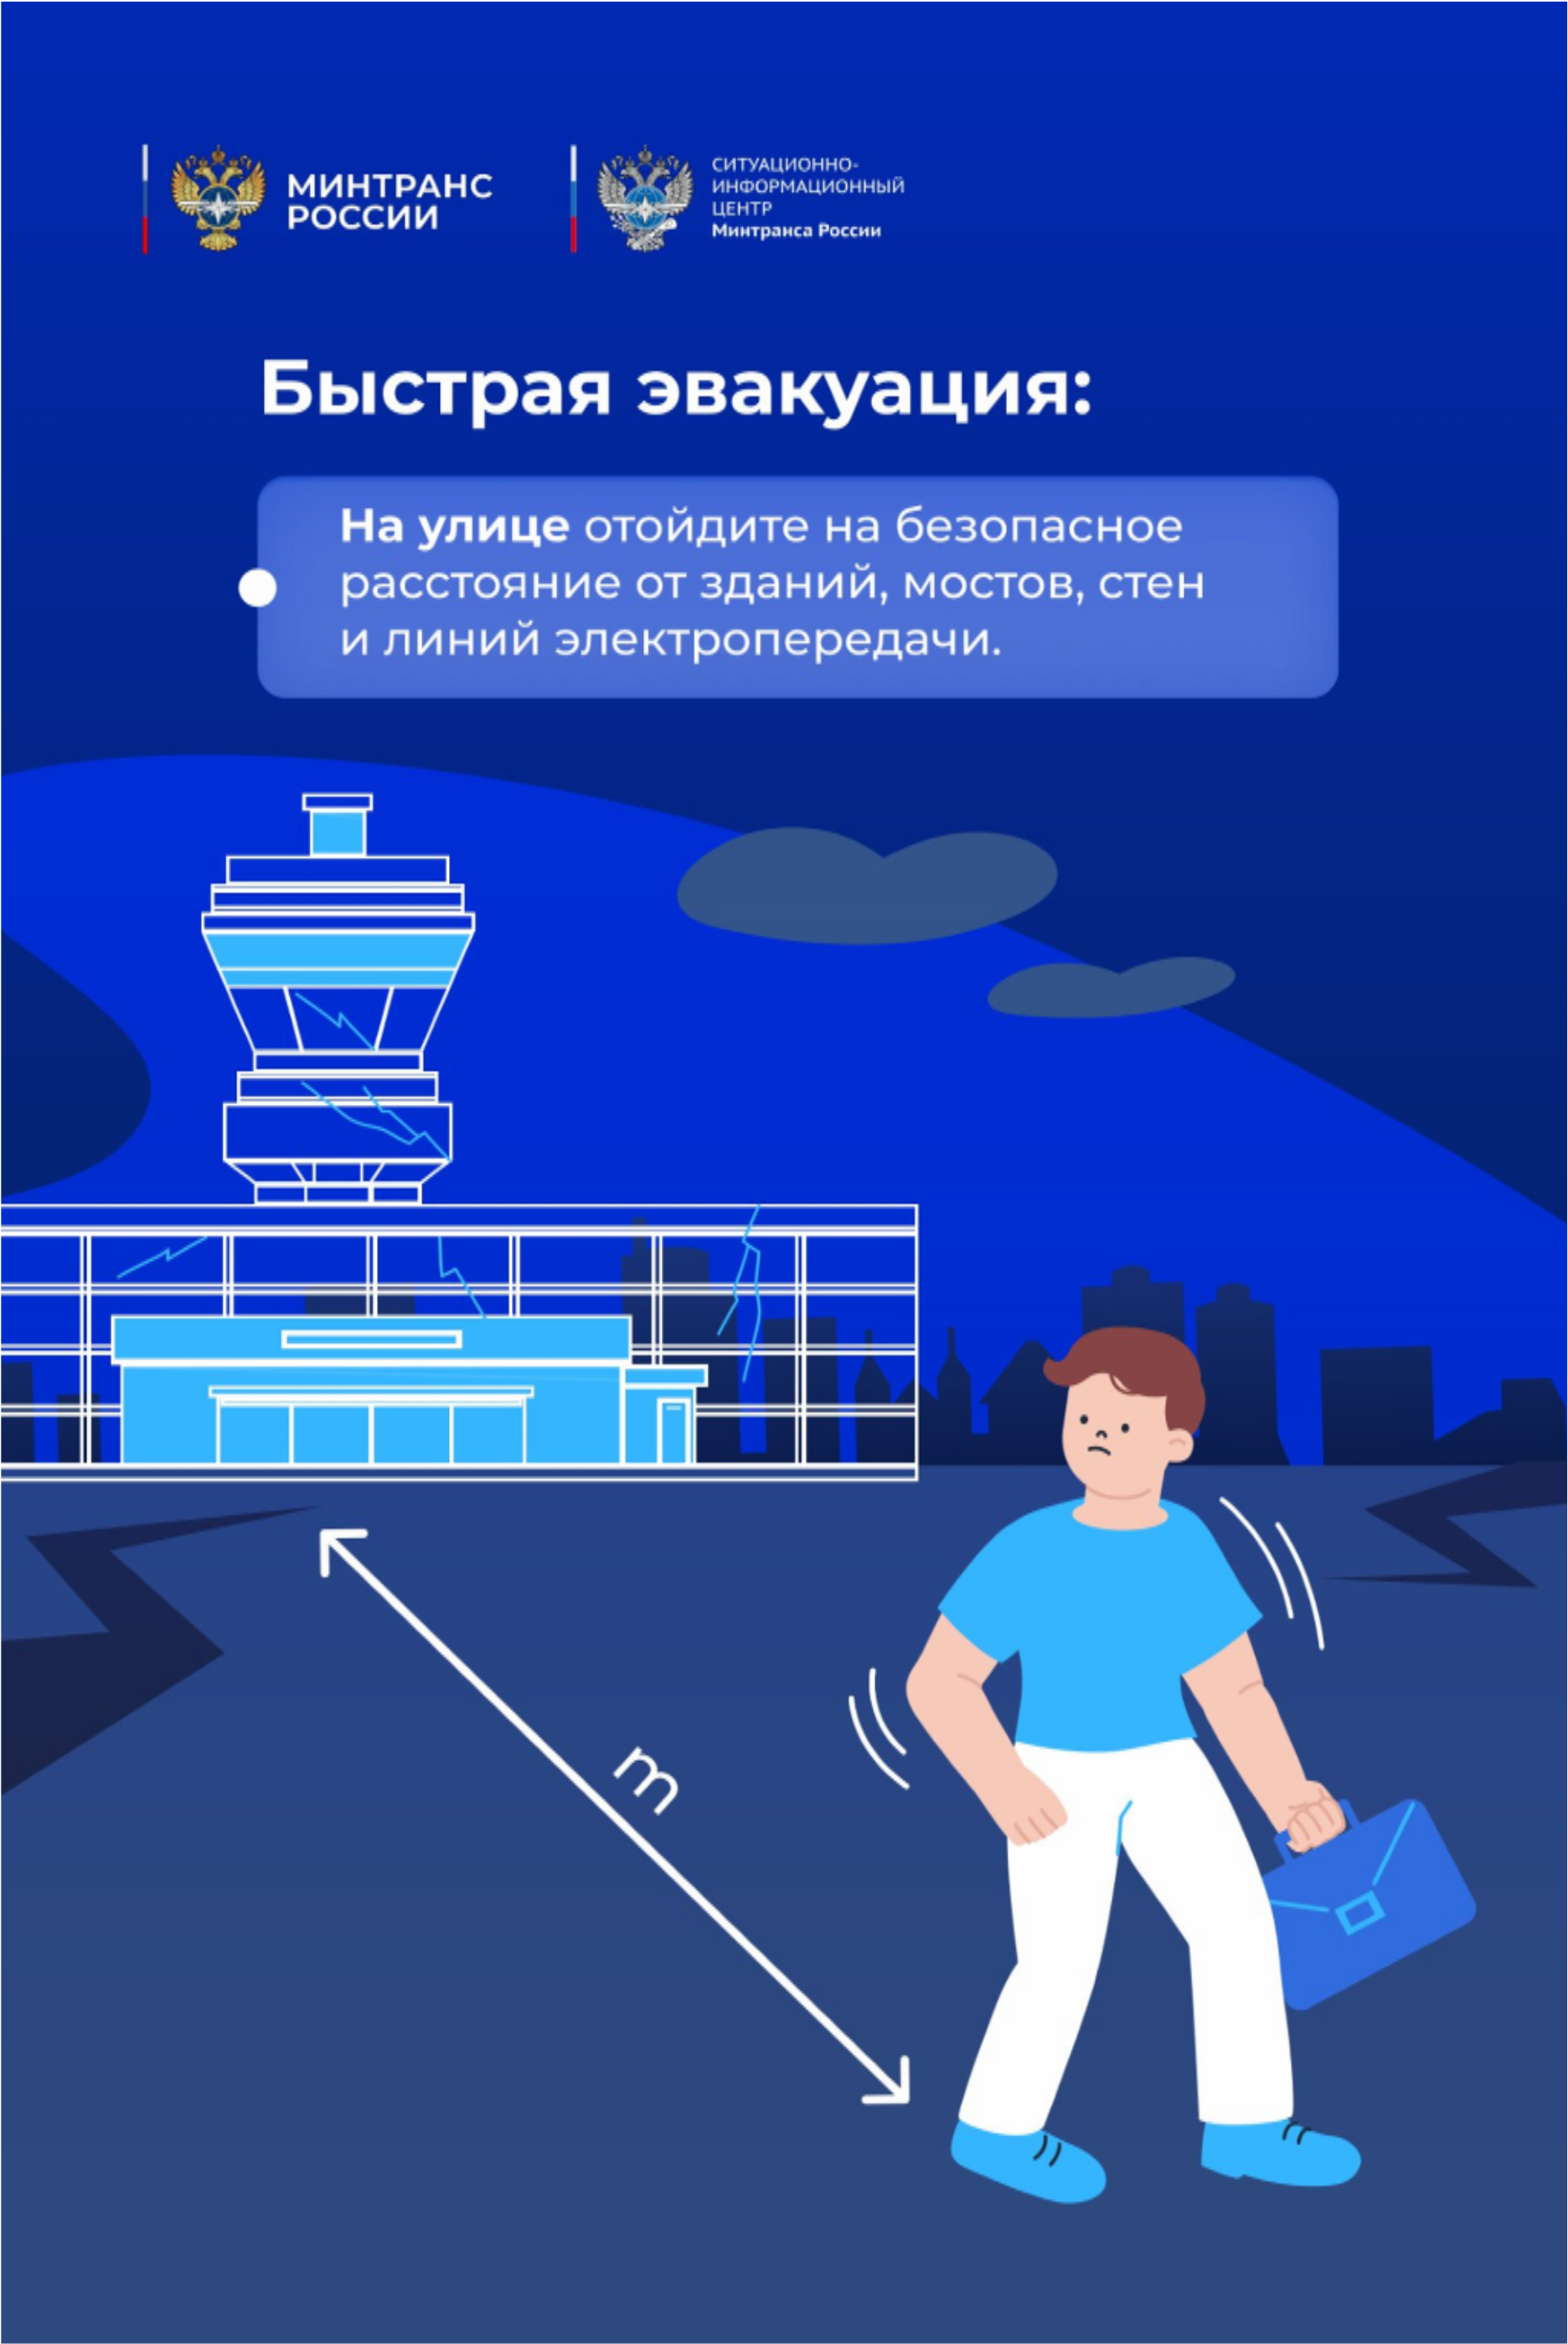 МИНТРАНС
РОССИИ
СИТУАЦИОННО-
ИНФОРМАЦИОННЫЙ
ЦЕНТР
Минтранса России
Быстрая эвакуация:
На улице отойдите на безопасное
расстояние от зданий, мостов, стен
и линий электропередачи.
m